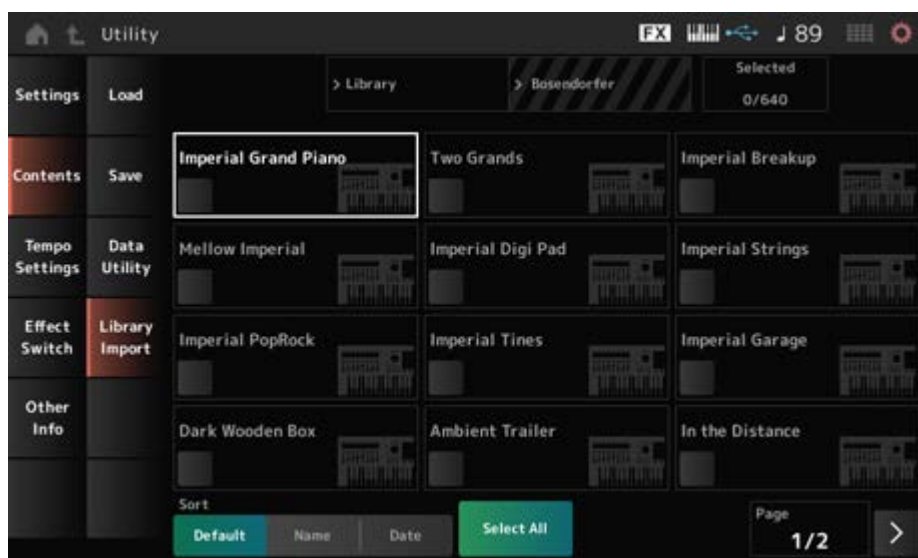 Utility
FX
89
Settings
Load
> Library
> Bosendorfer
Selected
0/640
Contents
Save
Imperial Grand Piano
Two Grands
Imperial Breakup
Tempo
Settings
Data
Utility
Mellow Imperial
Imperial Digi Pad
Imperial Strings
Effect
Switch
Library
Import
Imperial PopRock
Imperial Tines
Imperial Garage
Other
Info
Dark Wooden Box
Ambient Trailer
In the Distance
Sort
Default
Name
Date
Select All
Page
1/2
>